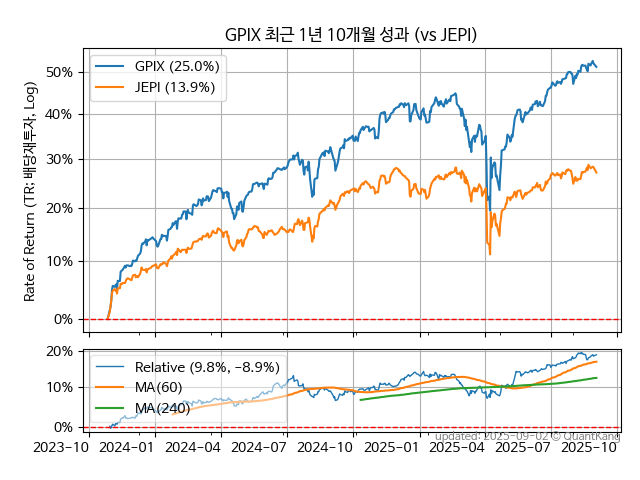 GPIX 최근 1년 10개월 성과 (vs JEPI)
Rate of Return (TR: 배당재투자, Log)
GPIX (25.0%)
JEPI (13.9%)
50%
40%
30%
20%
10%
0%
Relative (9.8%, −8.9%)
MA(60)
MA(240)
20%
10%
0%
updated: 2025-09-02 © QuantKang
2023-10
2024-01
2024-04
2024-07
2024-10
2025-01
2025-04
2025-07
2025-10